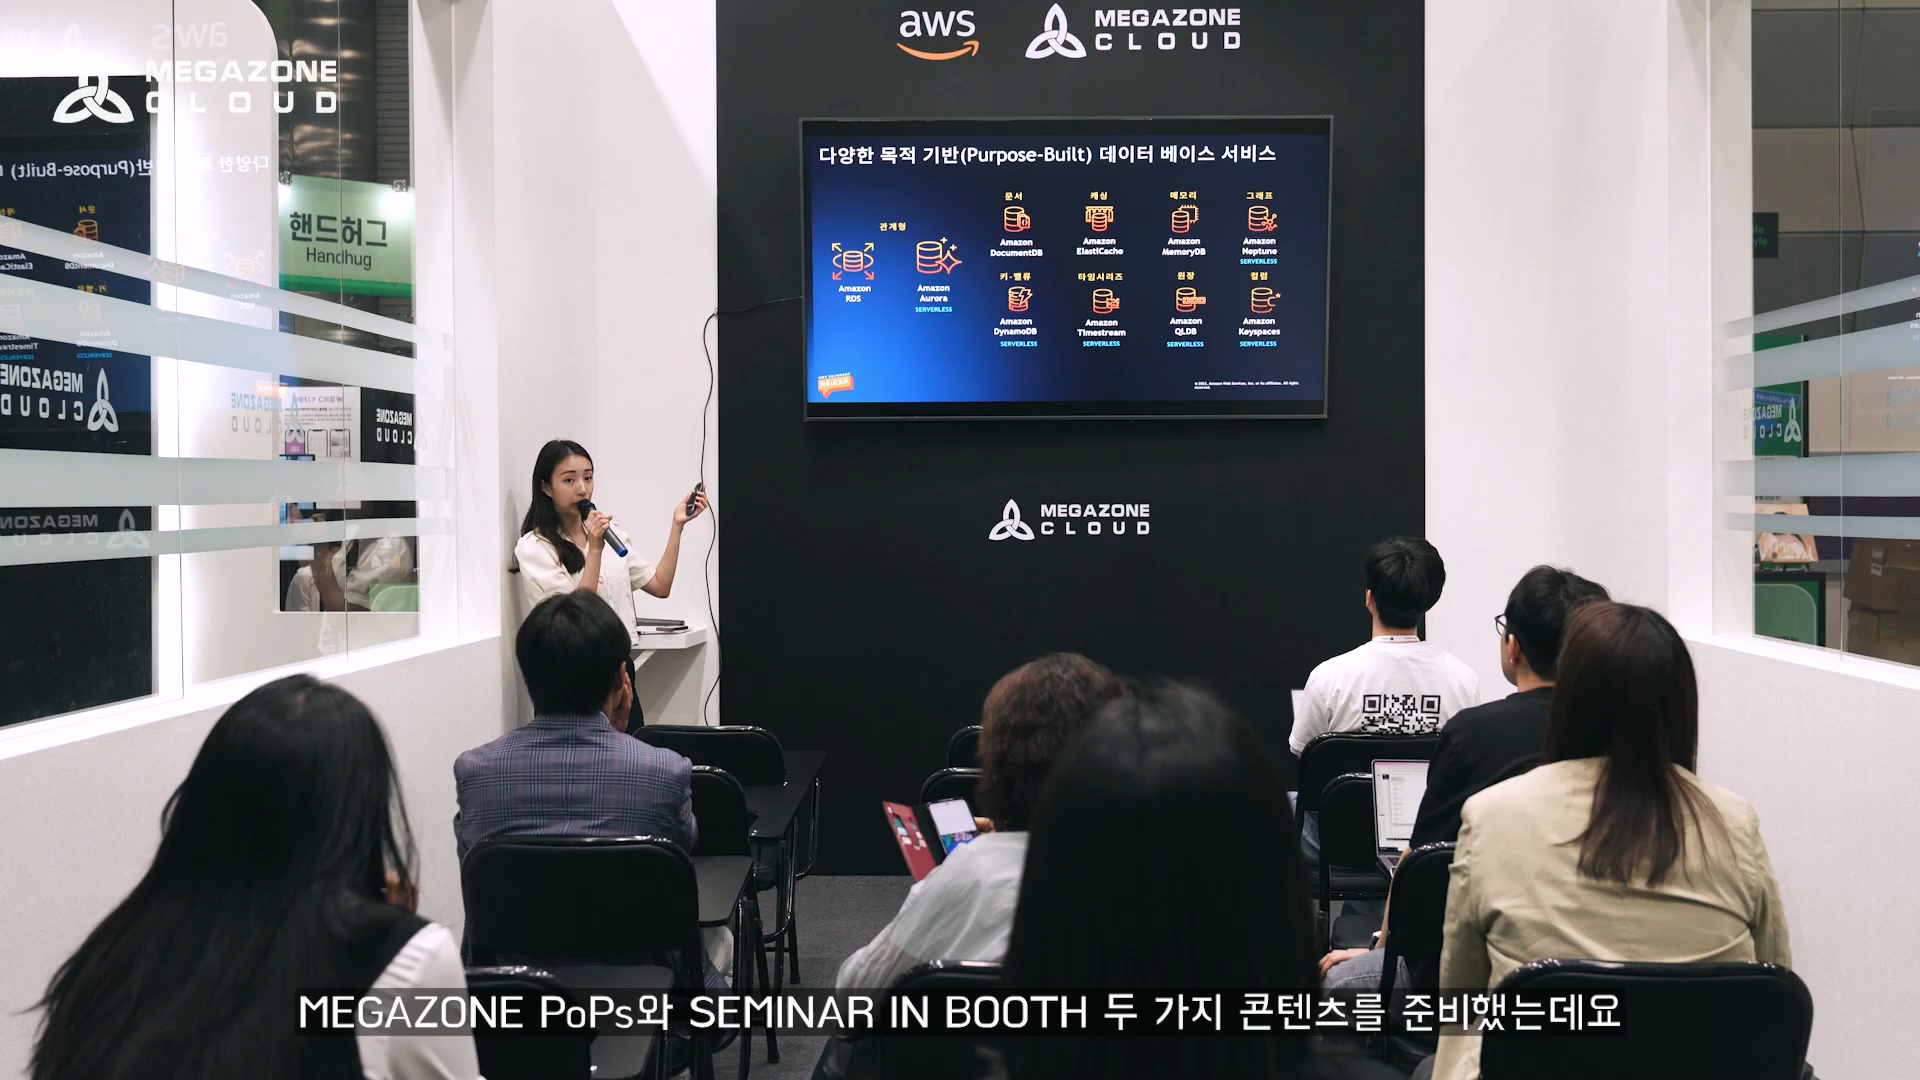 aws
MEGAZONE
CLOUD
MEGAZONE
CLOUD
다양한 목적 기반(Purpose-Built) 데이터 베이스 서비스
관계형
Amazon
RDS
Amazon
Aurora
SERVERLESS
문서
Amazon
DocumentDB
캐싱
Amazon
ElastiCache
메모리
Amazon
MemoryDB
그래프
Amazon
Neptune
SERVERLESS
키-밸류
Amazon
DynamoDB
SERVERLESS
타임시리즈
Amazon
Timestream
SERVERLESS
원장
Amazon
QLDB
SERVERLESS
컬럼
Amazon
Keyspaces
SERVERLESS
핸드허그
Handhug
MEGAZONE
CLOUD
MEGAZONE PoPs와 SEMINAR IN BOOTH 두 가지 콘텐츠를 준비했는데요